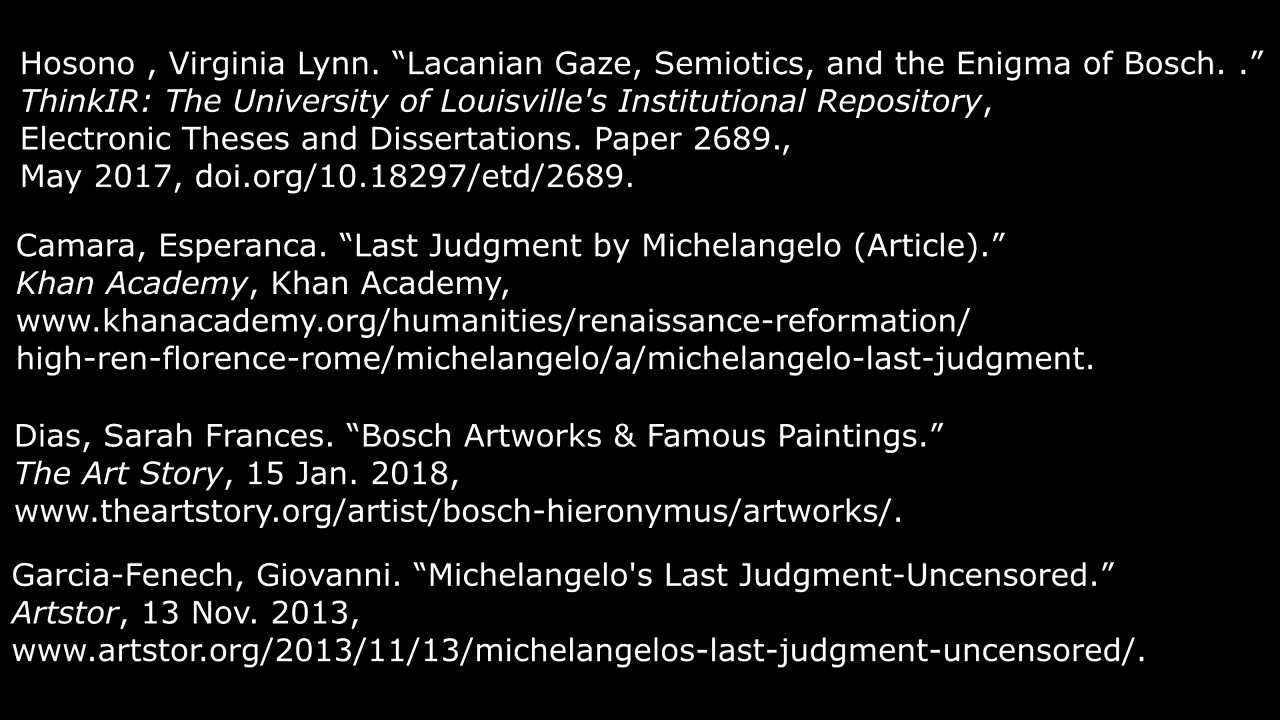 Hosono , Virginia Lynn. “Lacanian Gaze, Semiotics, and the Enigma of Bosch. .”
ThinkIR: The University of Louisville's Institutional Repository,
Electronic Theses and Dissertations. Paper 2689.,
May 2017, doi.org/10.18297/etd/2689.
Camara, Esperanca. “Last Judgment by Michelangelo (Article).”
Khan Academy, Khan Academy,
www.khanacademy.org/humanities/renaissance-reformation/
high-ren-florence-rome/michelangelo/a/michelangelo-last-judgment.
Dias, Sarah Frances. “Bosch Artworks & Famous Paintings.”
The Art Story, 15 Jan. 2018,
www.theartstory.org/artist/bosch-hieronymus/artworks/.
Garcia-Fenech, Giovanni. “Michelangelo's Last Judgment-Uncensored.”
Artstor, 13 Nov. 2013,
www.artstor.org/2013/11/13/michelangelos-last-judgment-uncensored/.